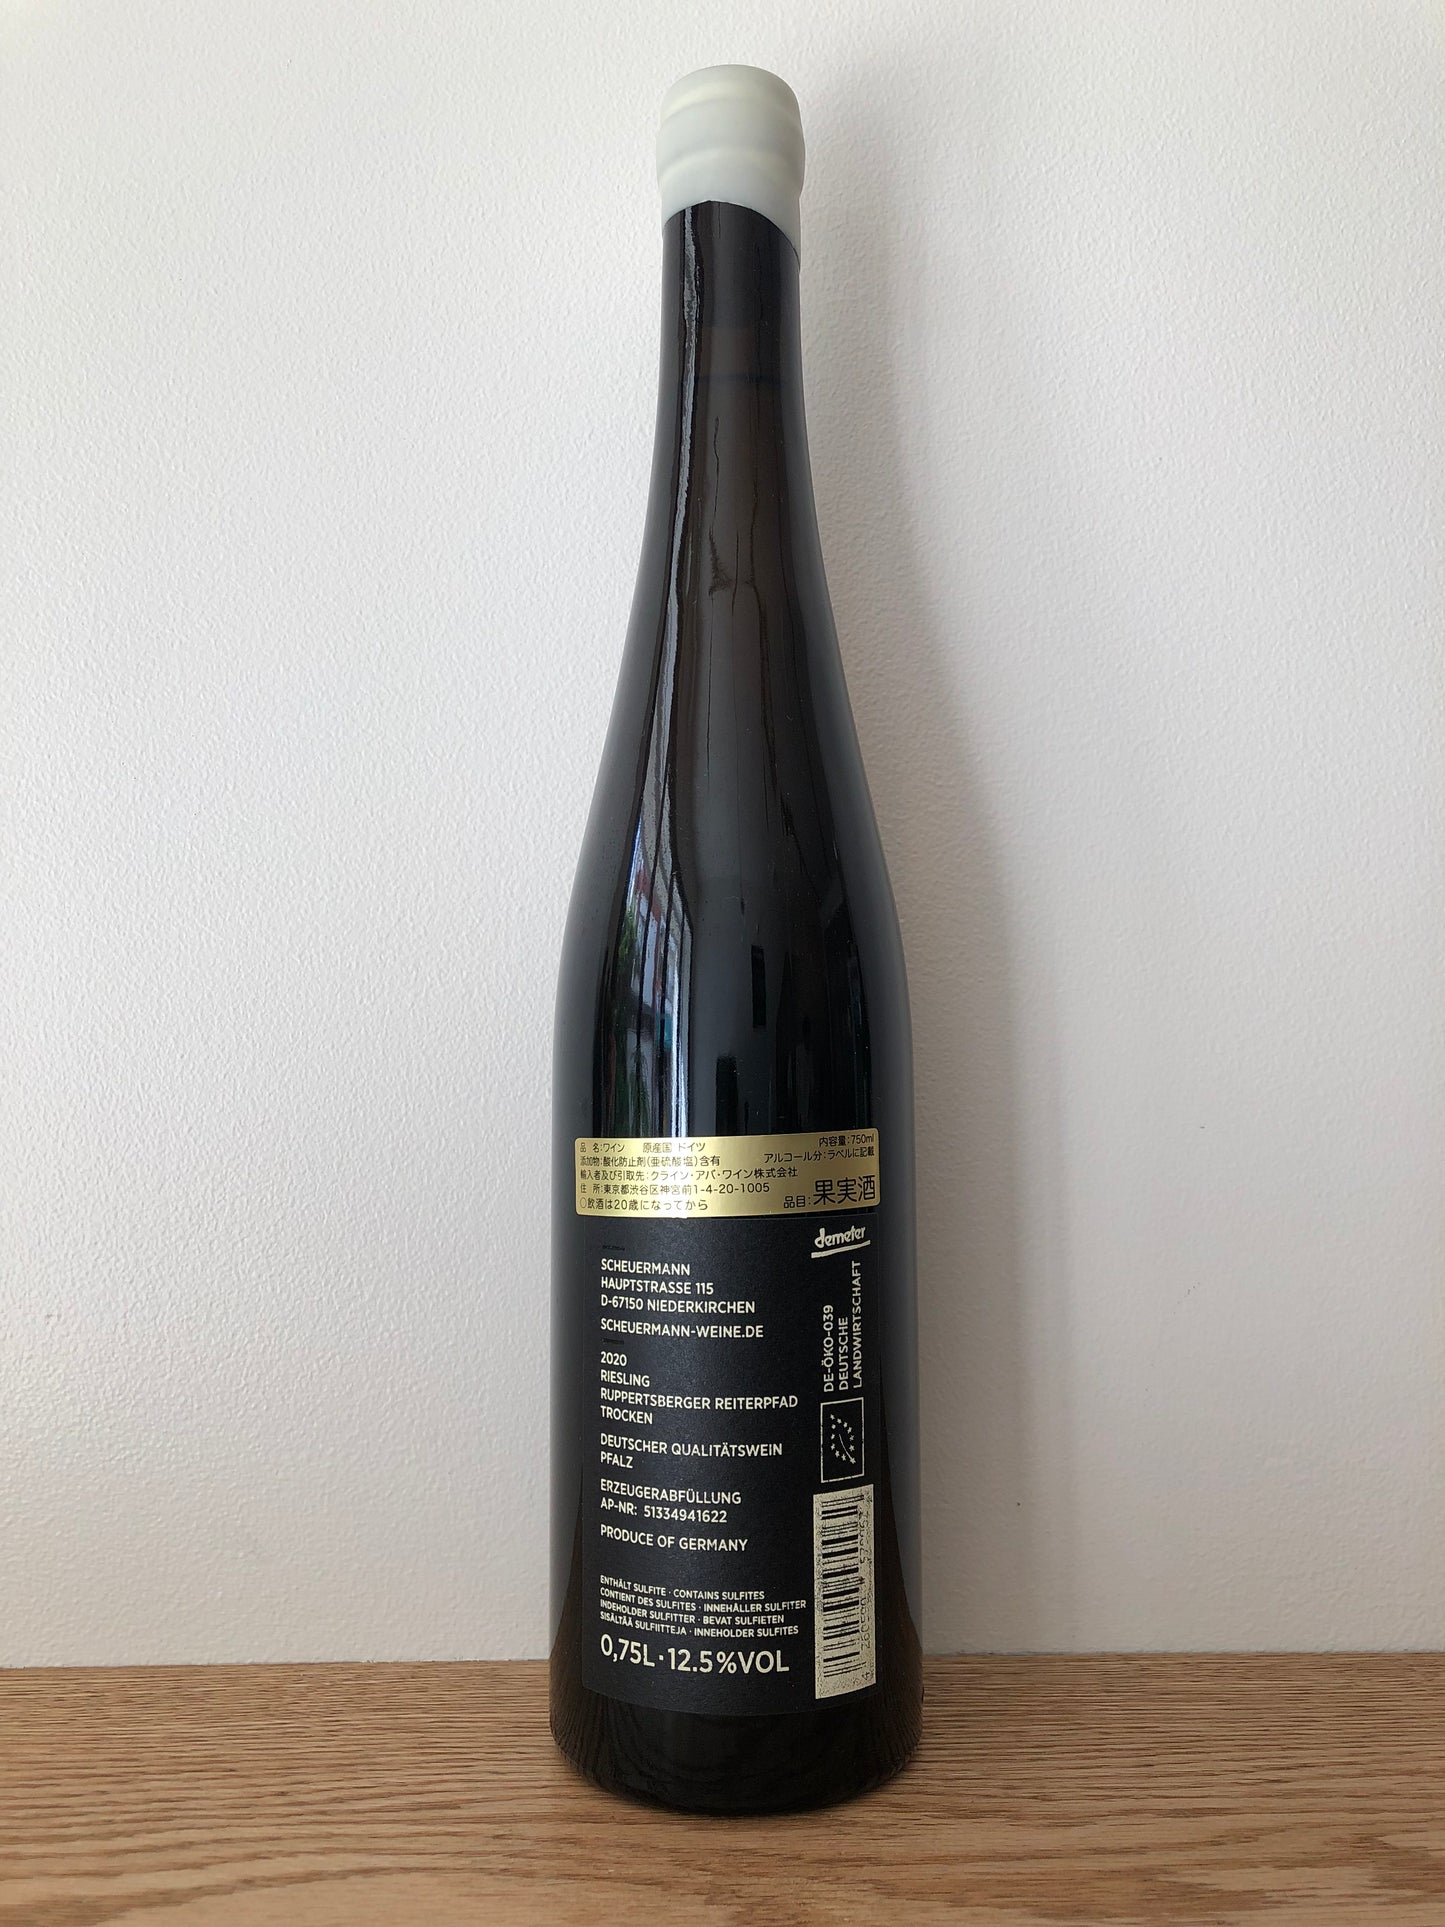 品 名:ワイン 原産国 ドイツ 内容量:750ml
添加物:酸化防止剤(亜硫酸塩)含有 アルコール分:ラベルに記載
輸入者及び引取先:クライン・アパ・ワイン株式会社
住 所:東京都渋谷区神宮前1-4-20-1005
○飲酒は20歳になってから 品目:果実酒
demeter
SCHEUERMANN
HAUPTSTRASSE 115
D-67150 NIEDERKIRCHEN
SCHEUERMANN-WEINE.DE
2020
RIESLING
RUPPERTSBERGER REITERPFAD
TROCKEN
DEUTSCHER QUALITÄTSWEIN
PFALZ
ERZEUGERABFÜLLUNG
AP-NR: 51334941622
PRODUCE OF GERMANY
ENTHÄLT SULFITE · CONTAINS SULFITES
CONTIENT DES SULFITES · INNEHÅLLER SULFITER
INDEHOLDER SULFITTER · BEVAT SULFIETEN
SISÄLTÄÄ SULFIITTEJA · INNEHOLDER SULFITES
0,75L · 12.5%VOL
DE-ÖKO-039
DEUTSCHE
LANDWIRTSCHAFT